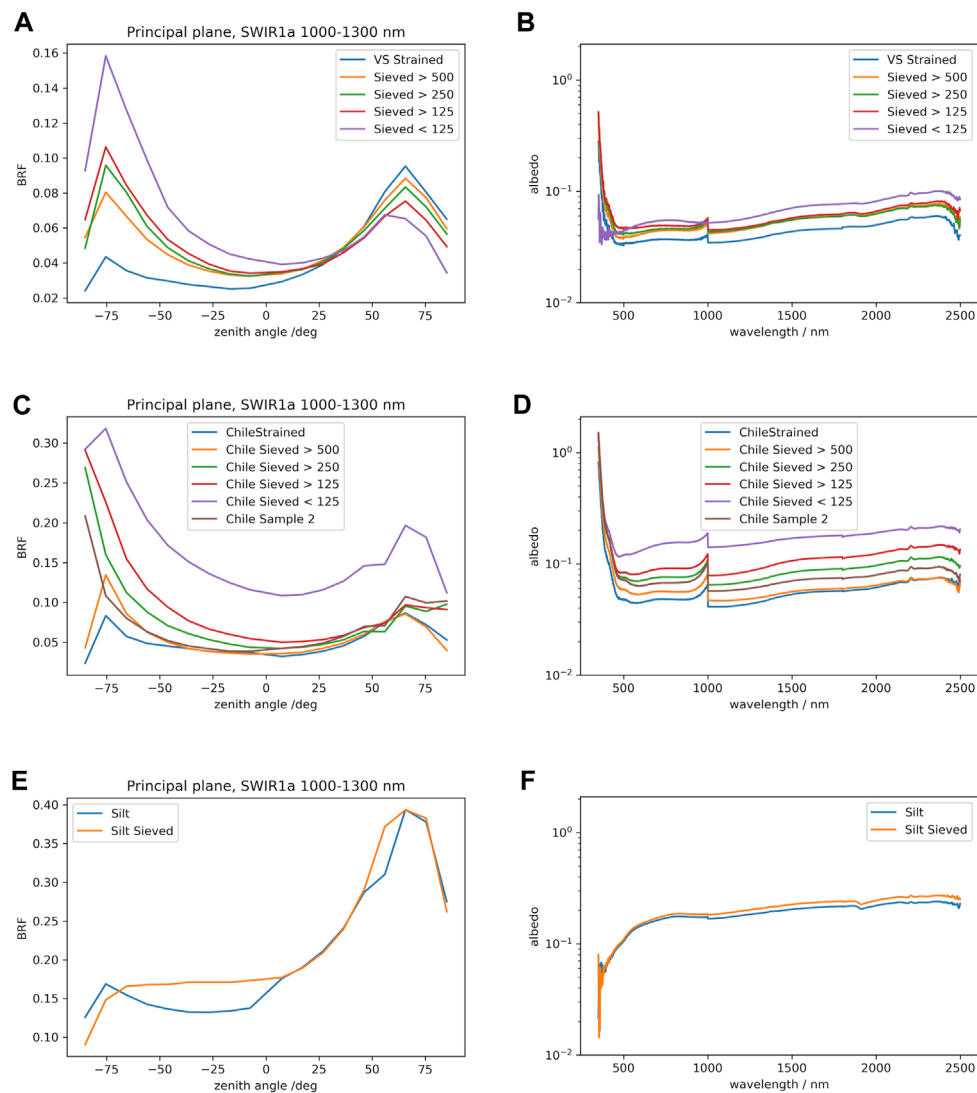 A
Principal plane, SWIR1a 1000-1300 nm
VS Strained
Sieved > 500
Sieved > 250
Sieved > 125
Sieved < 125
0.16
0.14
0.12
0.10
0.08
0.06
0.04
0.02
BRF
−75 −50 −25 0 25 50 75
zenith angle /deg
B
VS Strained
Sieved > 500
Sieved > 250
Sieved > 125
Sieved < 125
10⁰
10⁻¹
10⁻²
albedo
500 1000 1500 2000 2500
wavelength / nm
C
Principal plane, SWIR1a 1000-1300 nm
ChileStrained
Chile Sieved > 500
Chile Sieved > 250
Chile Sieved > 125
Chile Sieved < 125
Chile Sample 2
0.30
0.25
0.20
0.15
0.10
0.05
BRF
−75 −50 −25 0 25 50 75
zenith angle /deg
D
ChileStrained
Chile Sieved > 500
Chile Sieved > 250
Chile Sieved > 125
Chile Sieved < 125
Chile Sample 2
10⁰
10⁻¹
10⁻²
albedo
500 1000 1500 2000 2500
wavelength / nm
E
Principal plane, SWIR1a 1000-1300 nm
Silt
Silt Sieved
0.40
0.35
0.30
0.25
0.20
0.15
0.10
BRF
−75 −50 −25 0 25 50 75
zenith angle /deg
F
Silt
Silt Sieved
10⁰
10⁻¹
10⁻²
albedo
500 1000 1500 2000 2500
wavelength / nm